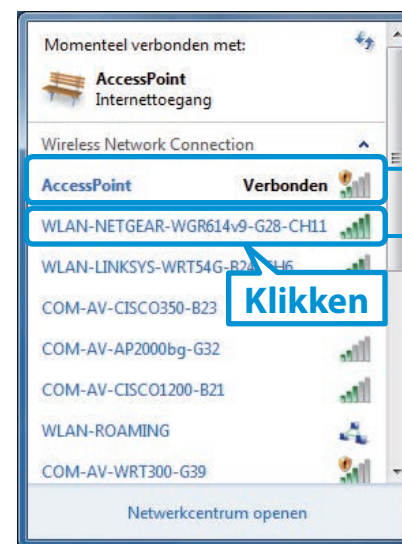 Momenteel verbonden met:
AccessPoint
Internettoegang
Wireless Network Connection
AccessPoint Verbonden
WLAN-NETGEAR-WGR614v9-G28-CH11
WLAN-LINKSYS-WRT54G-B24-CH6
Klikken
COM-AV-CISCO350-B23
COM-AV-AP2000bg-G32
COM-AV-CISCO1200-B21
WLAN-ROAMING
COM-AV-WRT300-G39
Netwerkcentrum openen